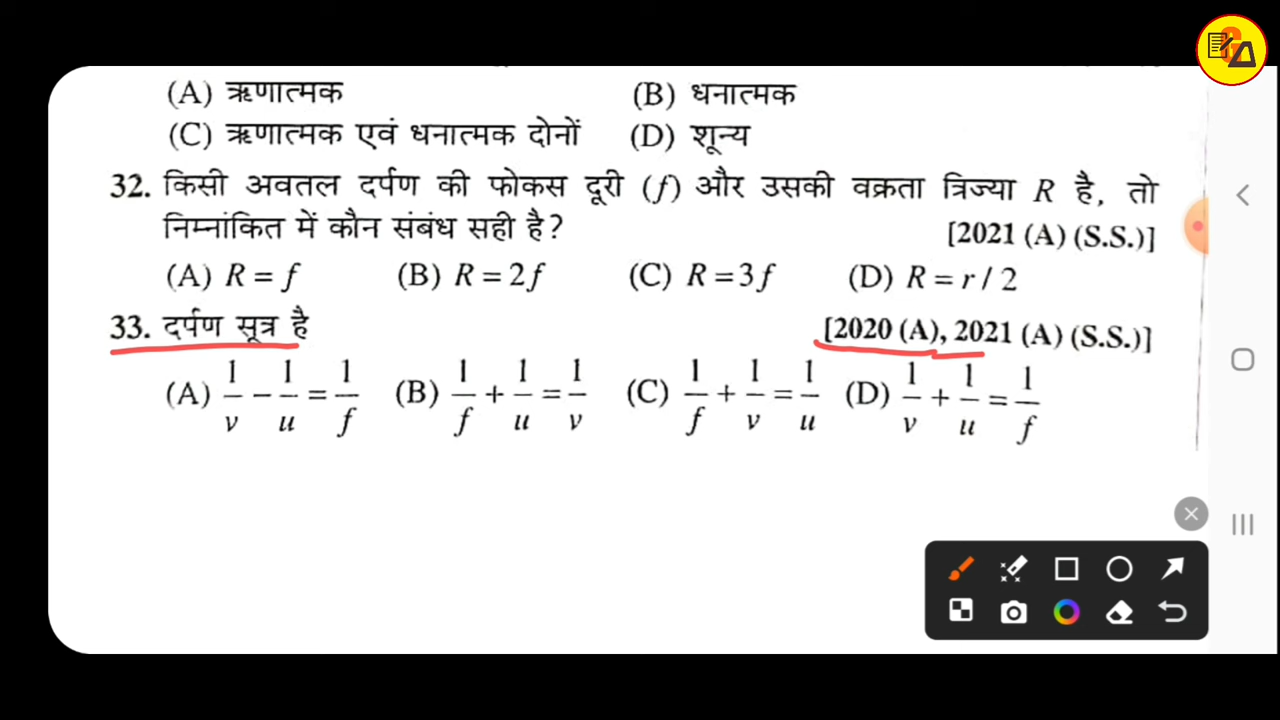 (A) ऋणात्मक (B) धनात्मक
(C) ऋणात्मक एवं धनात्मक दोनों (D) शून्य
32. किसी अवतल दर्पण की फोकस दूरी (f) और उसकी वक्रता त्रिज्या R है, तो
निम्नांकित में कौन संबंध सही है? [2021 (A) (S.S.)]
(A) R = f (B) R = 2f (C) R = 3f (D) R = r / 2
33. दर्पण सूत्र है [2020 (A), 2021 (A) (S.S.)]
(A) 1/v − 1/u = 1/f (B) 1/f + 1/u = 1/v (C) 1/f + 1/v = 1/u (D) 1/v + 1/u = 1/f